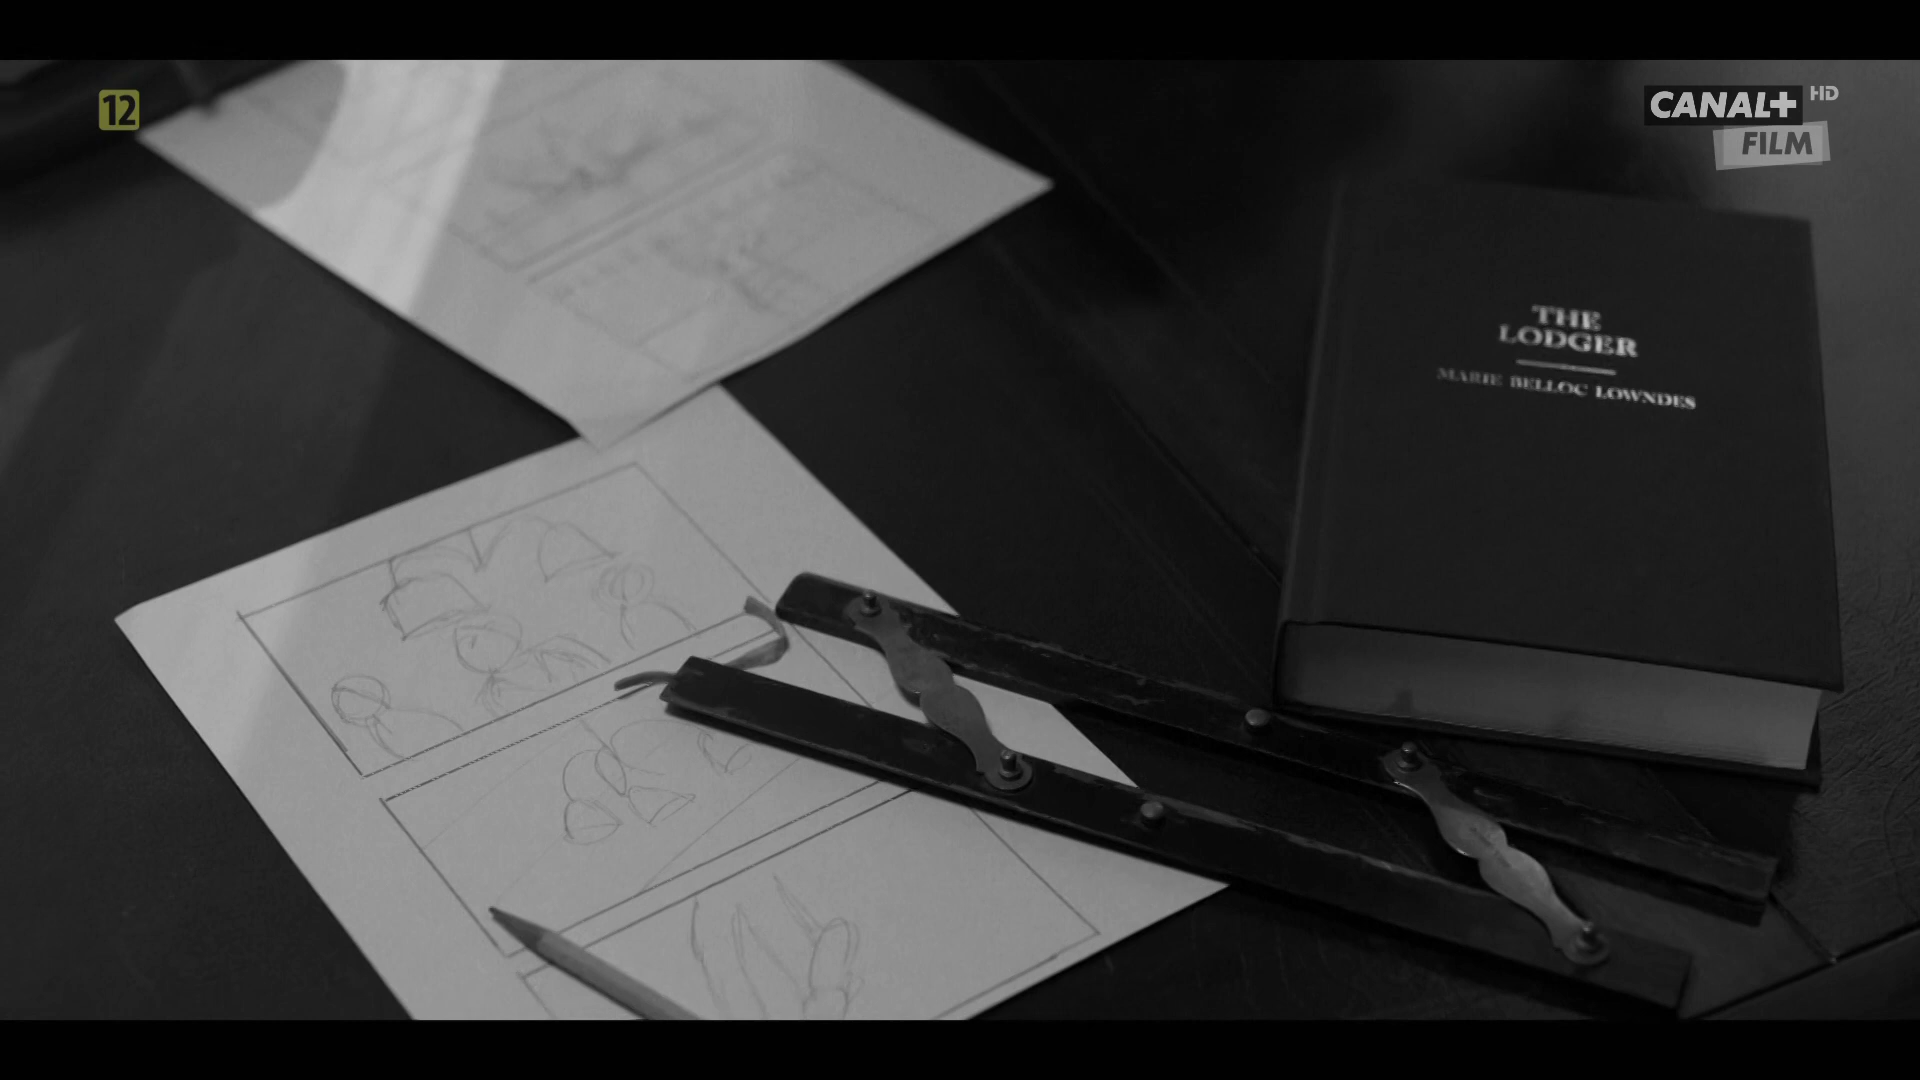 12
CANAL+ HD
FILM
THE
LODGER
MARIE BELLOC LOWNDES